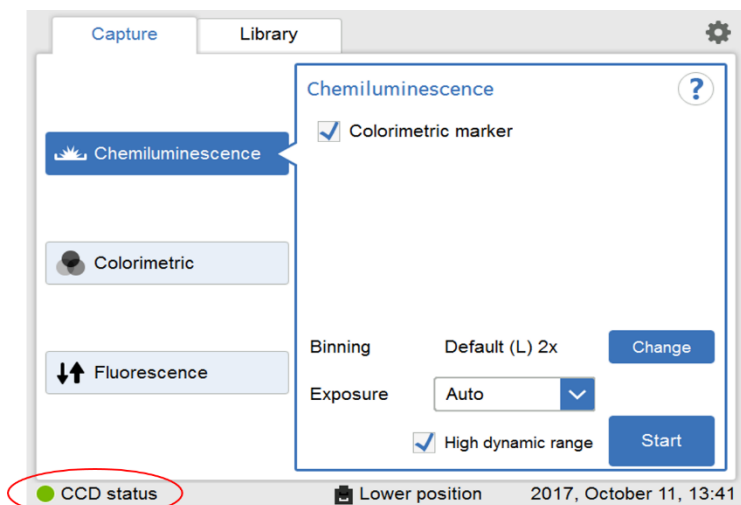 Capture Library
Chemiluminescence
?
Colorimetric marker
Chemiluminescence
Colorimetric
Binning Default (L) 2x Change
Fluorescence
Exposure Auto
High dynamic range Start
CCD status Lower position 2017, October 11, 13:41